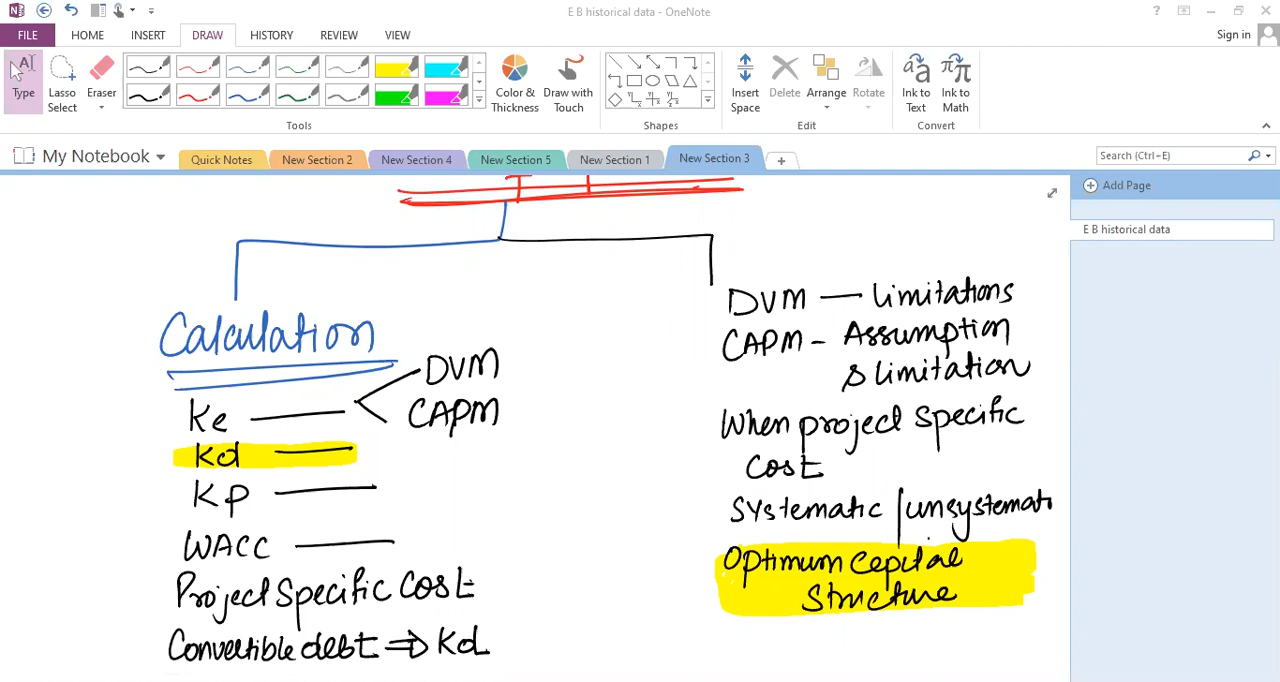 E B historical data - OneNote
FILE HOME INSERT DRAW HISTORY REVIEW VIEW
Sign in
Type
Lasso Select
Eraser
Color & Thickness
Draw with Touch
Insert Space
Delete
Arrange
Rotate
Ink to Text
Ink to Math
Tools Shapes Edit Convert
My Notebook Quick Notes New Section 2 New Section 4 New Section 5 New Section 1 New Section 3
Search (Ctrl+E)
Add Page
E B historical data
Calculation
Ke
DVM
CAPM
Kd
Kp
WACC
Project Specific Cost
Convertible debt ⇒ Kd
DVM — Limitations
CAPM - Assumption
& limitation
When project specific
Cost
Systematic / unsystemati
Optimum Capital
Structure